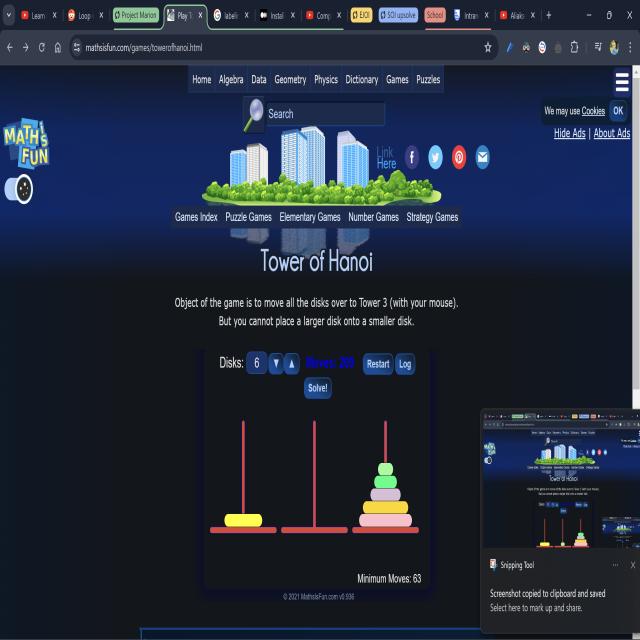 Learn
Loop
Project Marion
Play T
labeli
Instal
Comp
EJOI
SOI upsolve
School
Intran
Aliaks
mathsisfun.com/games/towerofhanoi.html
Home Algebra Data Geometry Physics Dictionary Games Puzzles
Search
We may use Cookies OK
Hide Ads | About Ads
MATH'S FUN
Link
Here
Games Index Puzzle Games Elementary Games Number Games Strategy Games
Tower of Hanoi
Object of the game is to move all the disks over to Tower 3 (with your mouse).
But you cannot place a larger disk onto a smaller disk.
Disks: 6 ▼ ▲ Moves: 269 Restart Log
Solve!
Minimum Moves: 63
© 2021 MathsIsFun.com v0.936
Snipping Tool
Screenshot copied to clipboard and saved
Select here to mark up and share.